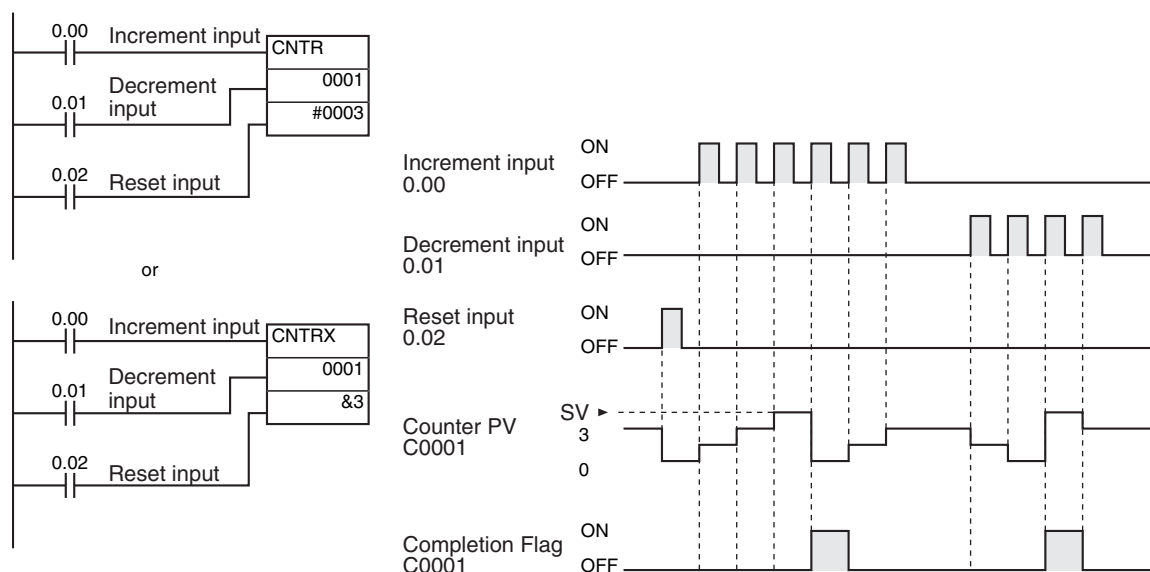 0.00 Increment input
CNTR
0001
#0003
0.01 Decrement
input
0.02 Reset input
or
0.00 Increment input
CNTRX
0001
&3
0.01 Decrement
input
0.02 Reset input
Increment input
0.00
ON
OFF
Decrement input
0.01
ON
OFF
Reset input
0.02
ON
OFF
Counter PV
C0001
SV
3
0
Completion Flag
C0001
ON
OFF